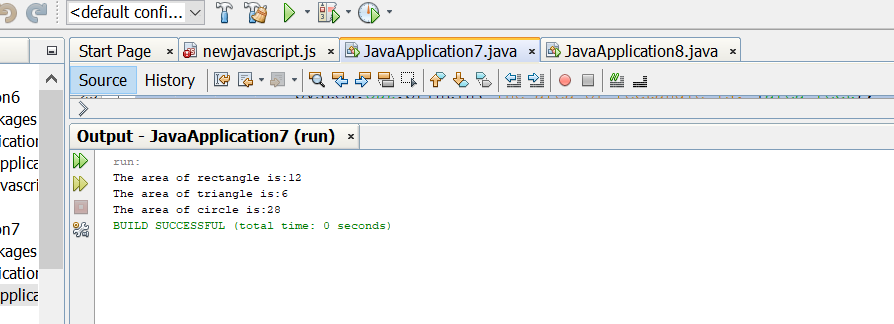 <default confi...
Start Page
newjavascript.js
JavaApplication7.java
JavaApplication8.java
Source
History
on6
ckages
ication
applica
vascri
Output - JavaApplication7 (run)
run:
The area of rectangle is:12
The area of triangle is:6
The area of circle is:28
BUILD SUCCESSFUL (total time: 0 seconds)
on7
kages
ication
applica